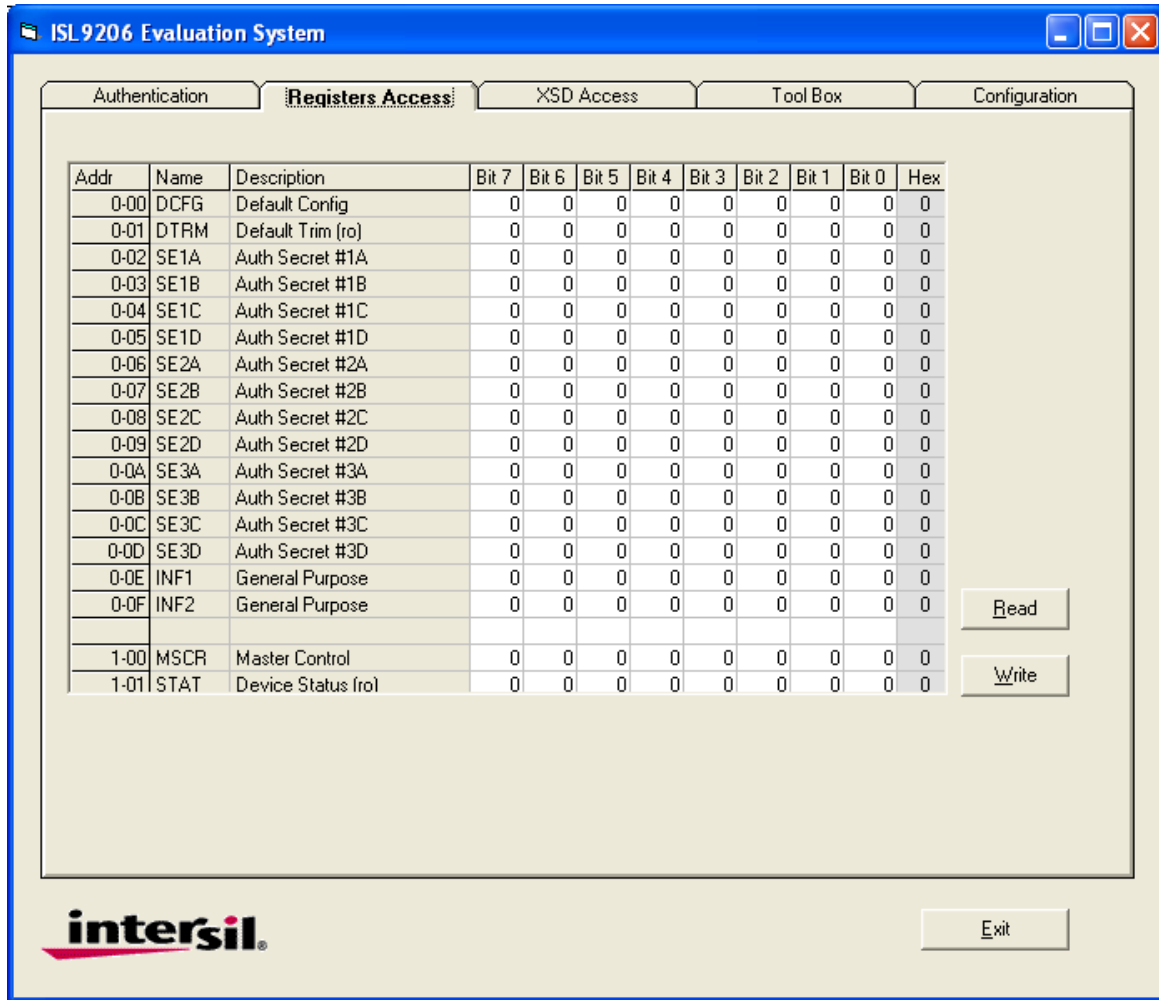 ISL9206 Evaluation System
Authentication Registers Access XSD Access Tool Box Configuration
Addr Name Description Bit 7 Bit 6 Bit 5 Bit 4 Bit 3 Bit 2 Bit 1 Bit 0 Hex
0-00 DCFG Default Config 0 0 0 0 0 0 0 0 0
0-01 DTRM Default Trim (ro) 0 0 0 0 0 0 0 0 0
0-02 SE1A Auth Secret #1A 0 0 0 0 0 0 0 0 0
0-03 SE1B Auth Secret #1B 0 0 0 0 0 0 0 0 0
0-04 SE1C Auth Secret #1C 0 0 0 0 0 0 0 0 0
0-05 SE1D Auth Secret #1D 0 0 0 0 0 0 0 0 0
0-06 SE2A Auth Secret #2A 0 0 0 0 0 0 0 0 0
0-07 SE2B Auth Secret #2B 0 0 0 0 0 0 0 0 0
0-08 SE2C Auth Secret #2C 0 0 0 0 0 0 0 0 0
0-09 SE2D Auth Secret #2D 0 0 0 0 0 0 0 0 0
0-0A SE3A Auth Secret #3A 0 0 0 0 0 0 0 0 0
0-0B SE3B Auth Secret #3B 0 0 0 0 0 0 0 0 0
0-0C SE3C Auth Secret #3C 0 0 0 0 0 0 0 0 0
0-0D SE3D Auth Secret #3D 0 0 0 0 0 0 0 0 0
0-0E INF1 General Purpose 0 0 0 0 0 0 0 0 0
0-0F INF2 General Purpose 0 0 0 0 0 0 0 0 0
Read
1-00 MSCR Master Control 0 0 0 0 0 0 0 0 0
1-01 STAT Device Status (ro) 0 0 0 0 0 0 0 0 0
Write
intersil®
Exit